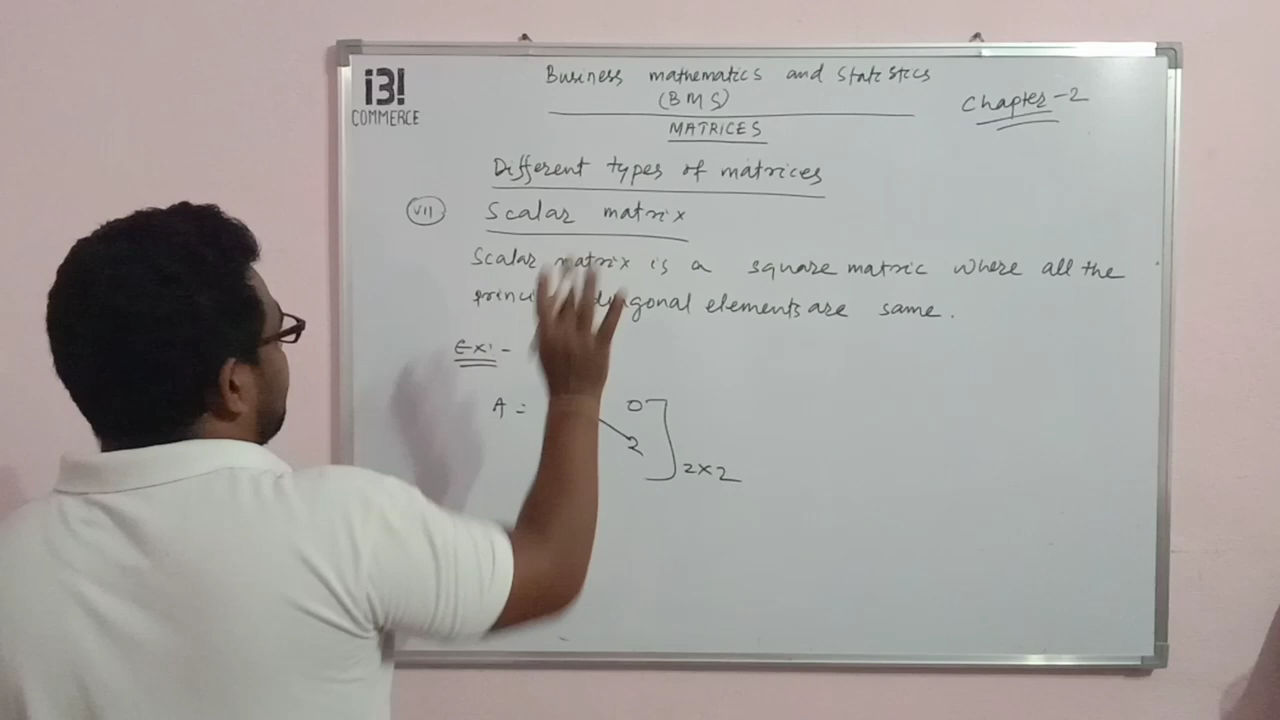 i3!
COMMERCE
Business mathematics and statistics
(BMS)
Chapter-2
MATRICES
Different types of matrices
VII Scalar matrix
Scalar matrix is a square matric where all the
diagonal elements are same.
Ex:-
A = 0
2
2x2